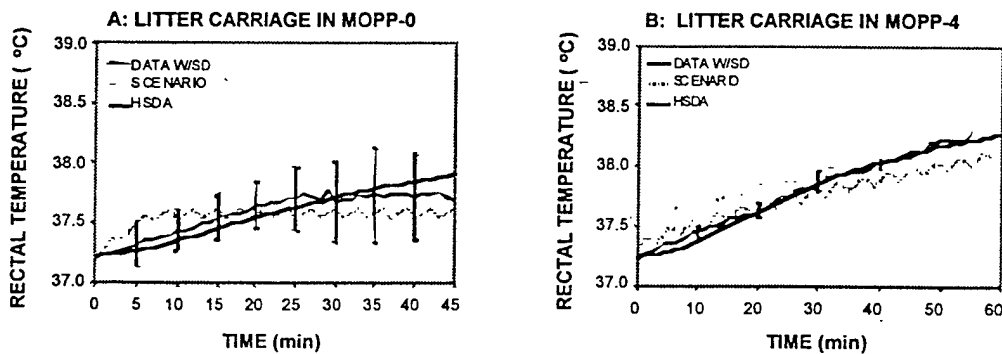 A: LITTER CARRIAGE IN MOPP-0
RECTAL TEMPERATURE ( °C)
39.0
38.5
38.0
37.5
37.0
DATA W/SD
SCENARIO
HSDA
0 5 10 15 20 25 30 35 40 45
TIME (min)
B: LITTER CARRIAGE IN MOPP-4
RECTAL TEMPERATURE ( °C)
39.0
38.5
38.0
37.5
37.0
DATA W/SD
SCENARIO
HSDA
0 10 20 30 40 50 60
TIME (min)